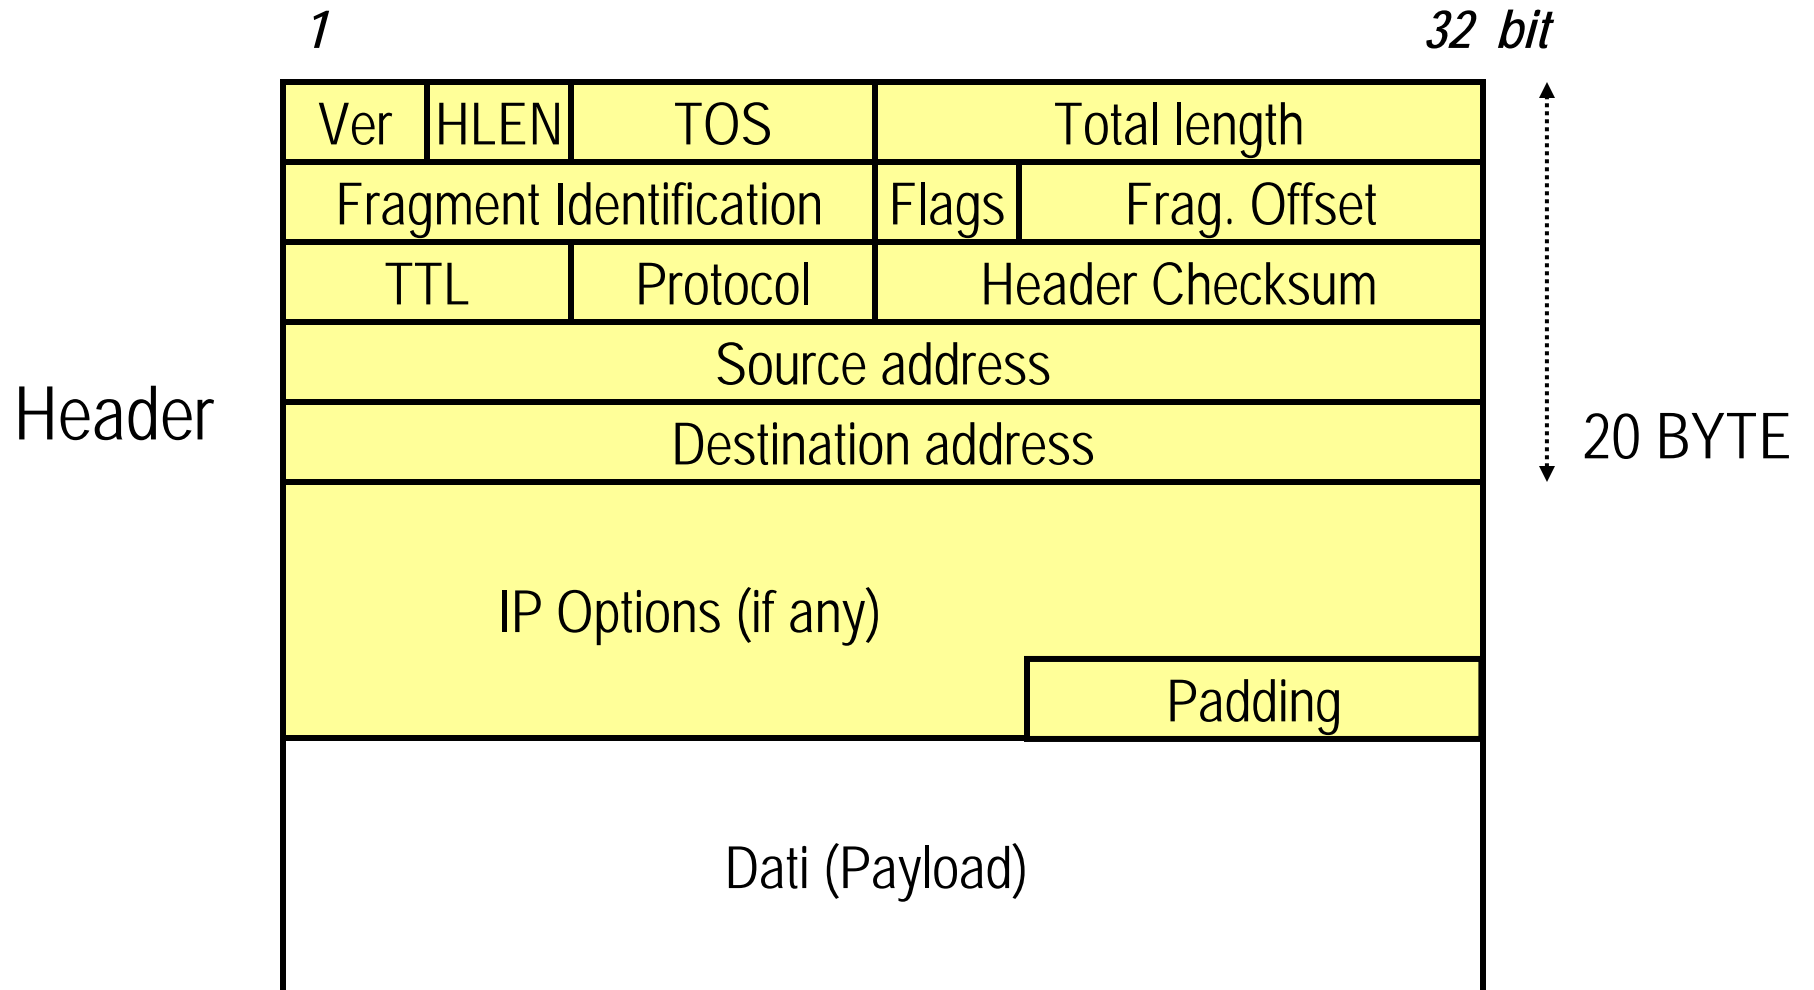 1 32 bit
Ver HLEN TOS Total length
Fragment Identification Flags Frag. Offset
TTL Protocol Header Checksum
Source address
Header
Destination address
20 BYTE
IP Options (if any)
Padding
Dati (Payload)